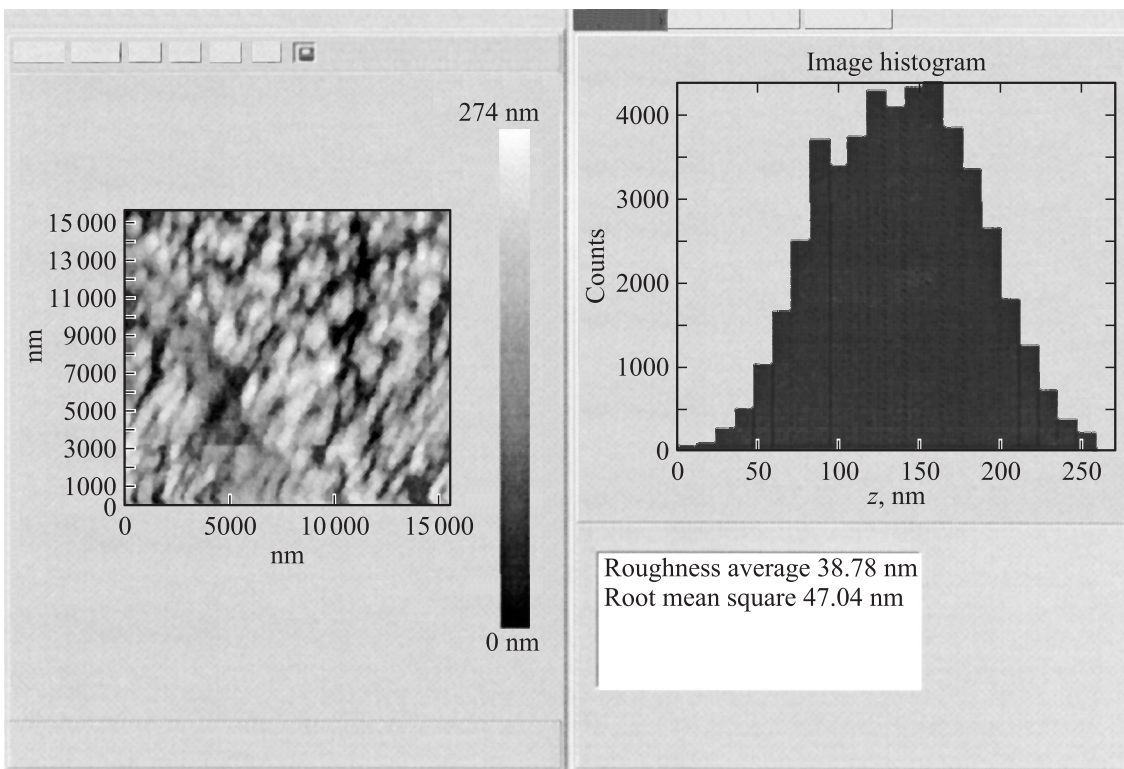 274 nm
15 000
13 000
11 000
9000
7000
5000
3000
1000
0
nm
0
5000
10 000
15 000
nm
0 nm
Image histogram
4000
3000
2000
1000
0
Counts
0
50
100
150
200
250
z, nm
Roughness average 38.78 nm
Root mean square 47.04 nm